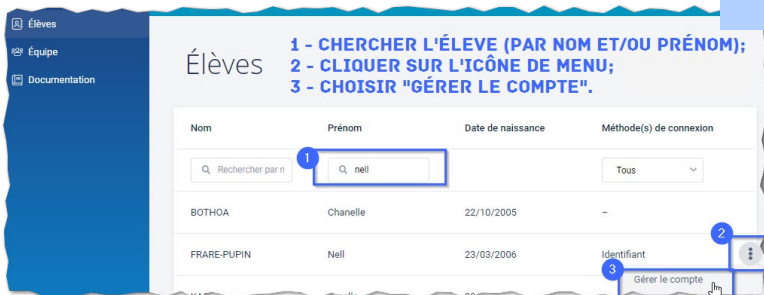 Élèves
Équipe
Documentation
Élèves
1 - CHERCHER L'ÉLEVE (PAR NOM ET/OU PRÉNOM);
2 - CLIQUER SUR L'ICÔNE DE MENU;
3 - CHOISIR "GÉRER LE COMPTE".
Nom Prénom Date de naissance Méthode(s) de connexion
1
Rechercher par n nell Tous
BOTHOA Chanelle 22/10/2005 –
2
FRARE-PUPIN Nell 23/03/2006 Identifiant
3
Gérer le compte